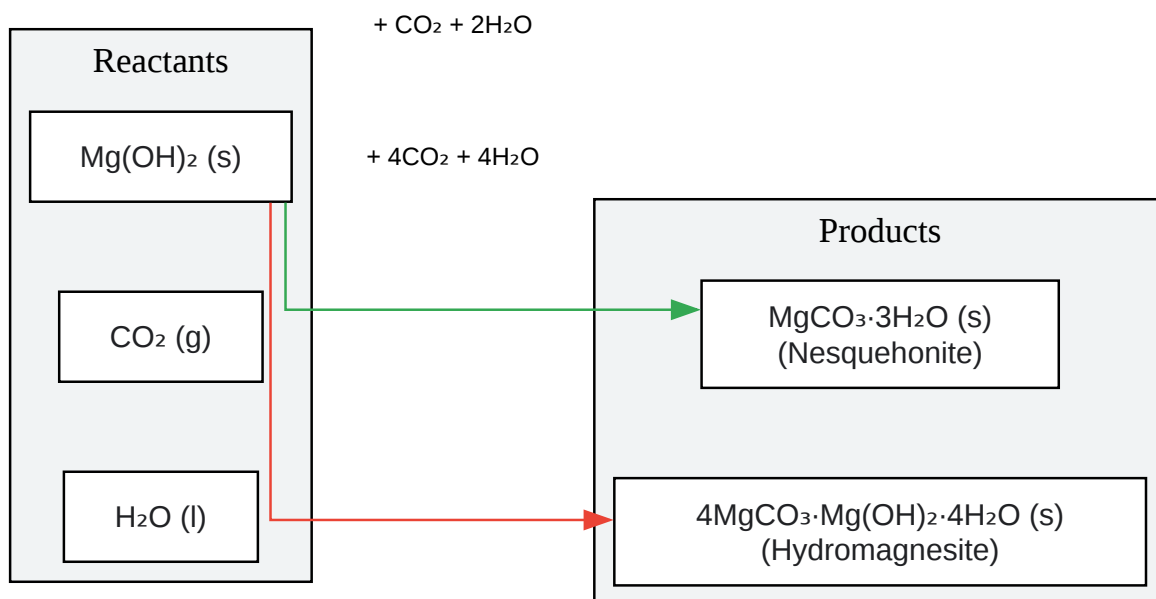 + CO₂ + 2H₂O
Reactants
Mg(OH)₂ (s)
+ 4CO₂ + 4H₂O
Products
CO₂ (g)
MgCO₃·3H₂O (s)
(Nesquehonite)
H₂O (l)
4MgCO₃·Mg(OH)₂·4H₂O (s)
(Hydromagnesite)